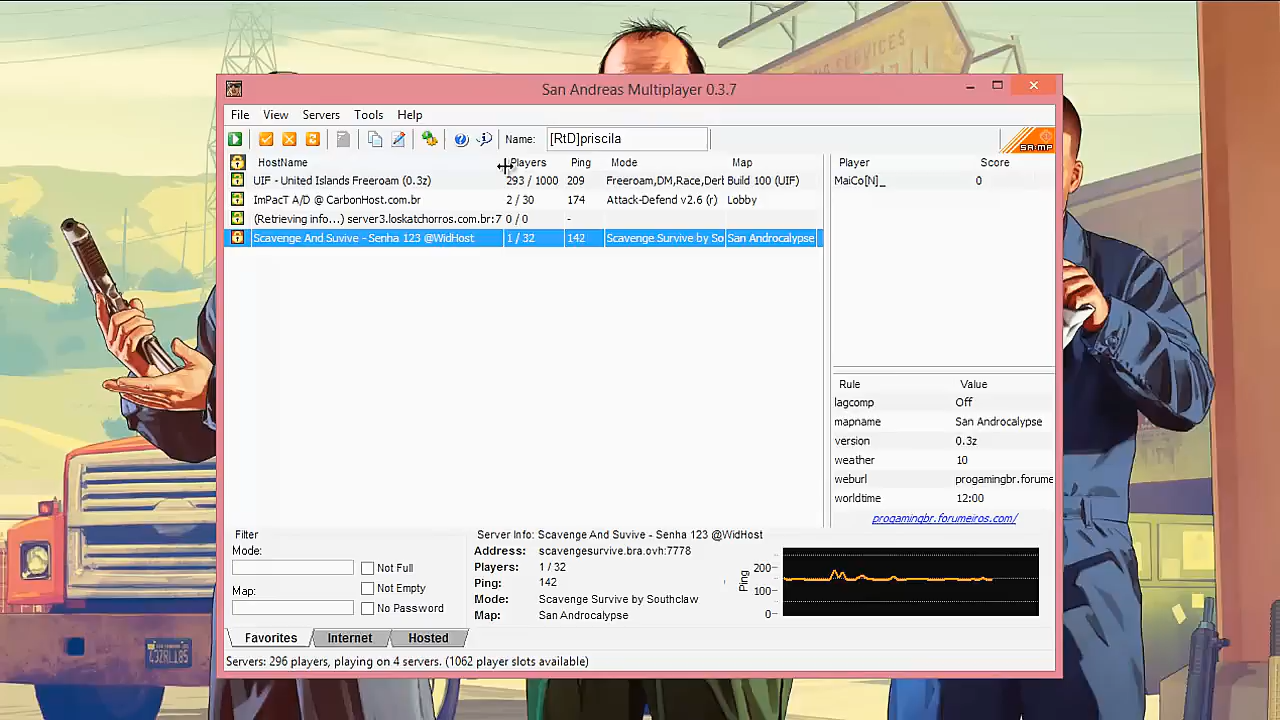 San Andreas Multiplayer 0.3.7
File View Servers Tools Help
Name: [RtD]priscila
SA:MP
HostName Players Ping Mode Map
UIF - United Islands Freeroam (0.3z) 293 / 1000 209 Freeroam,DM,Race,Derl Build 100 (UIF)
ImPacT A/D @ CarbonHost.com.br 2 / 30 174 Attack-Defend v2.6 (r) Lobby
(Retrieving info...) server3.loskatchorros.com.br:7 0 / 0 -
Scavenge And Suvive - Senha 123 @WidHost 1 / 32 142 Scavenge Survive by So San Androcalypse
Player Score
MaiCo[N]_ 0
Rule Value
lagcomp Off
mapname San Androcalypse
version 0.3z
weather 10
weburl progamingbr.forume
worldtime 12:00
progamingbr.forumeiros.com/
Filter
Mode:
Not Full
Not Empty
Map:
No Password
Server Info: Scavenge And Suvive - Senha 123 @WidHost
Address: scavengesurvive.bra.ovh:7778
Players: 1 / 32
Ping: 142
Mode: Scavenge Survive by Southclaw
Map: San Androcalypse
Ping
200
100
0
Favorites Internet Hosted
Servers: 296 players, playing on 4 servers. (1062 player slots available)
SERVICES